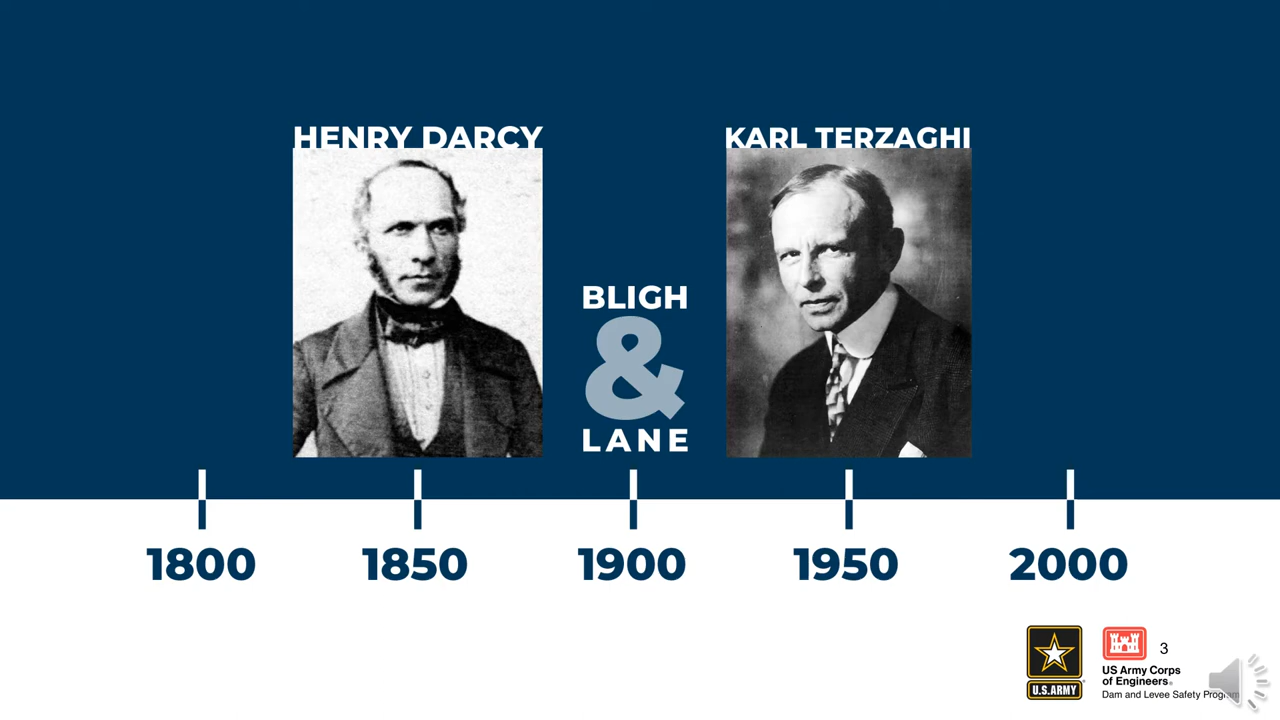 HENRY DARCY
KARL TERZAGHI
BLIGH
&
LANE
1800
1850
1900
1950
2000
U.S.ARMY
3
US Army Corps
of Engineers®
Dam and Levee Safety Program